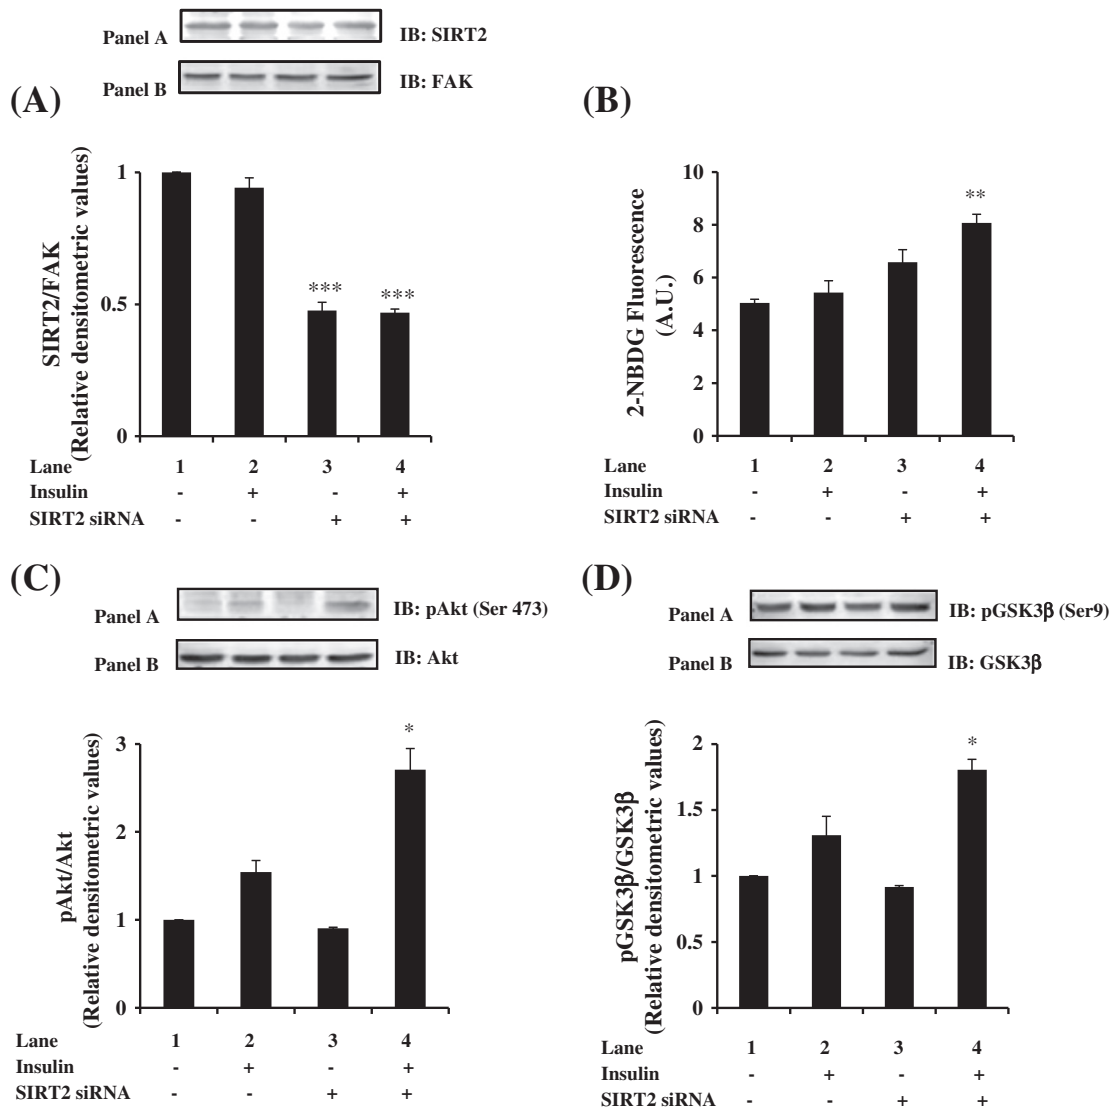 Panel A IB: SIRT2
Panel B IB: FAK
(A)
SIRT2/FAK
(Relative densitometric values)
1
0.5
0
***
***
Lane 1 2 3 4
Insulin - + - +
SIRT2 siRNA - - + +
(B)
2-NBDG Fluorescence
(A.U.)
10
8
6
4
2
0
**
Lane 1 2 3 4
Insulin - + - +
SIRT2 siRNA - - + +
(C)
Panel A IB: pAkt (Ser 473)
Panel B IB: Akt
pAkt/Akt
(Relative densitometric values)
3
2
1
0
*
Lane 1 2 3 4
Insulin - + - +
SIRT2 siRNA - - + +
(D)
Panel A IB: pGSK3β (Ser9)
Panel B IB: GSK3β
pGSK3β/GSK3β
(Relative densitometric values)
2
1.5
1
0.5
0
*
Lane 1 2 3 4
Insulin - + - +
SIRT2 siRNA - - + +